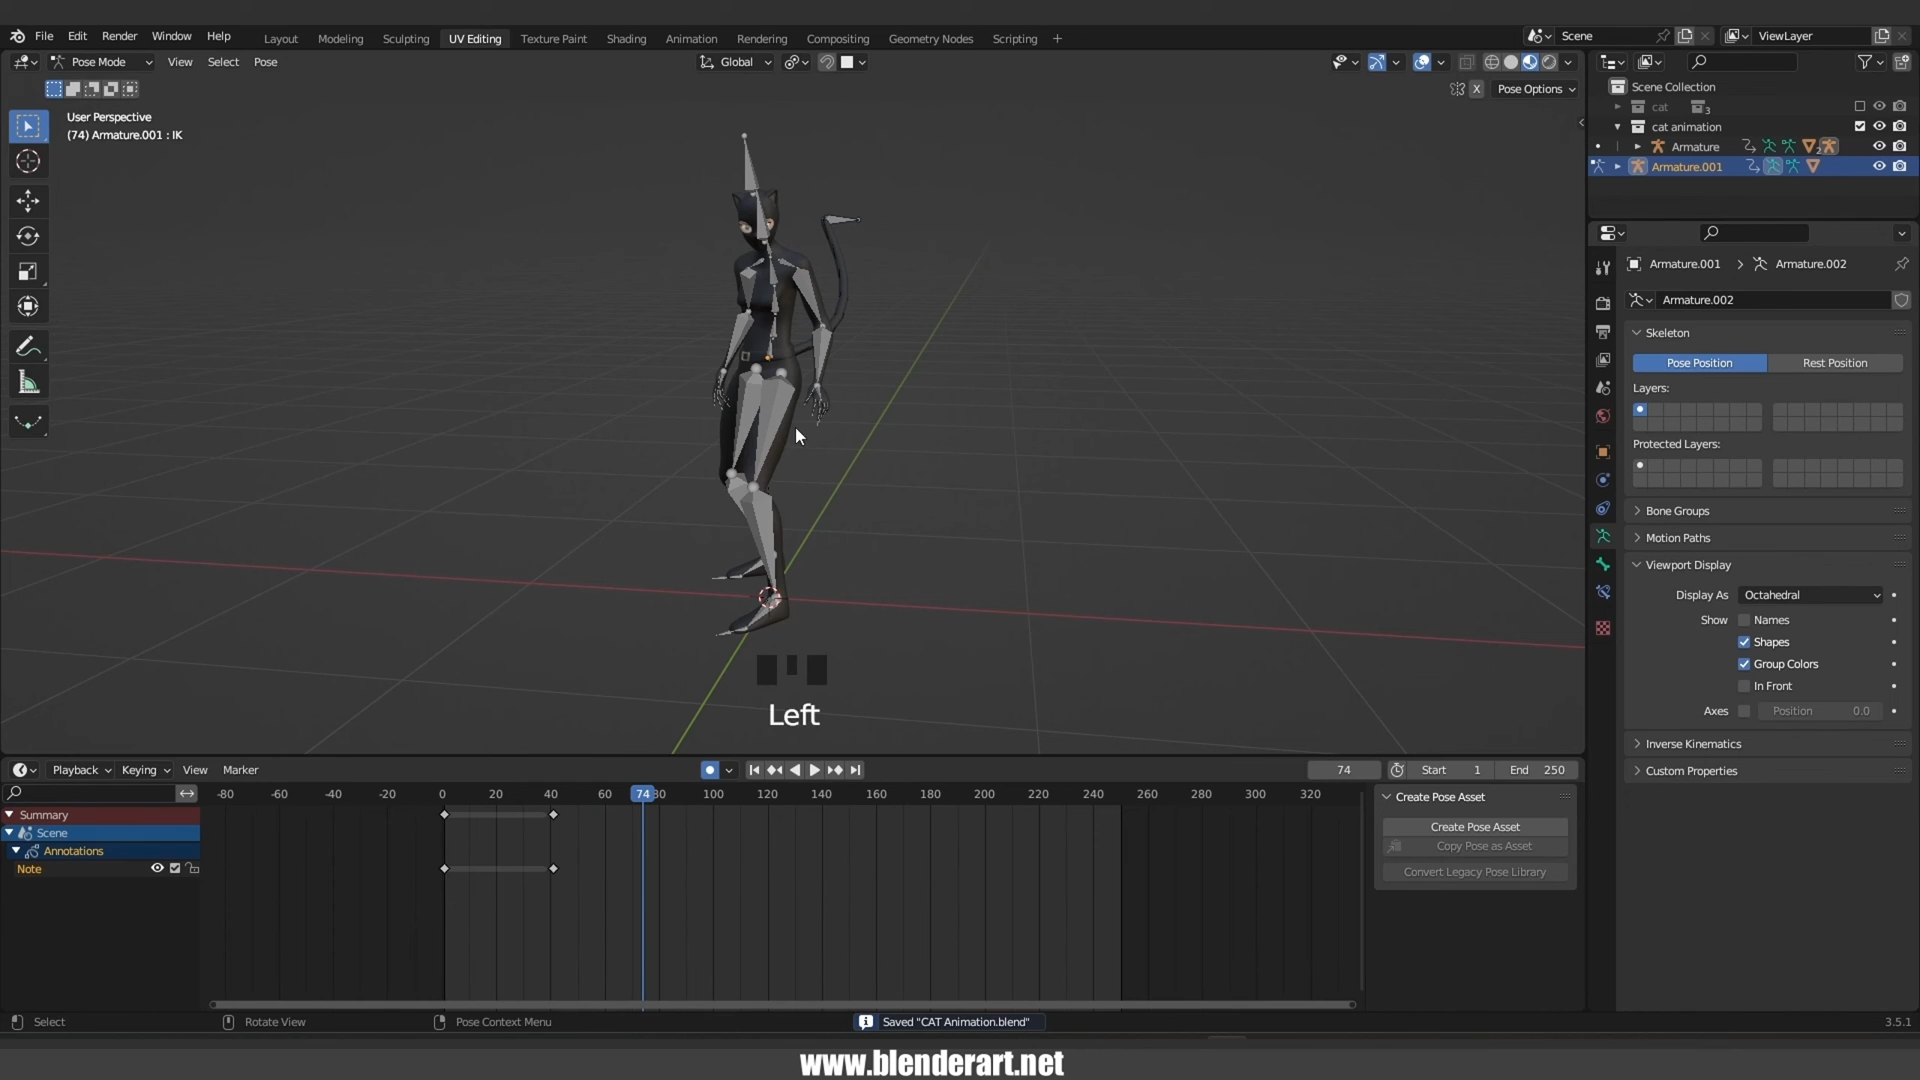 File Edit Render Window Help Layout Modeling Sculpting UV Editing Texture Paint Shading Animation Rendering Compositing Geometry Nodes Scripting + Scene ViewLayer
Pose Mode View Select Pose Global
X Pose Options
User Perspective
(74) Armature.001 : IK
Scene Collection
cat 3
cat animation
Armature 2
Armature.001
Armature.001 > Armature.002
Armature.002
Skeleton
Pose Position Rest Position
Layers:
Protected Layers:
Bone Groups
Motion Paths
Viewport Display
Display As Octahedral
Show Names
Shapes
Group Colors
In Front
Axes Position 0.0
Inverse Kinematics
Custom Properties
Left
Playback Keying View Marker 74 Start 1 End 250
-80 -60 -40 0 20 40 60 74 80 100 120 140 160 180 200 220 240 260 280 300 320
Summary
Scene
Annotations
Note
Create Pose Asset
Create Pose Asset
Copy Pose as Asset
Convert Legacy Pose Library
Select Rotate View Pose Context Menu Saved "CAT Animation.blend" 3.5.1
www.blenderart.net